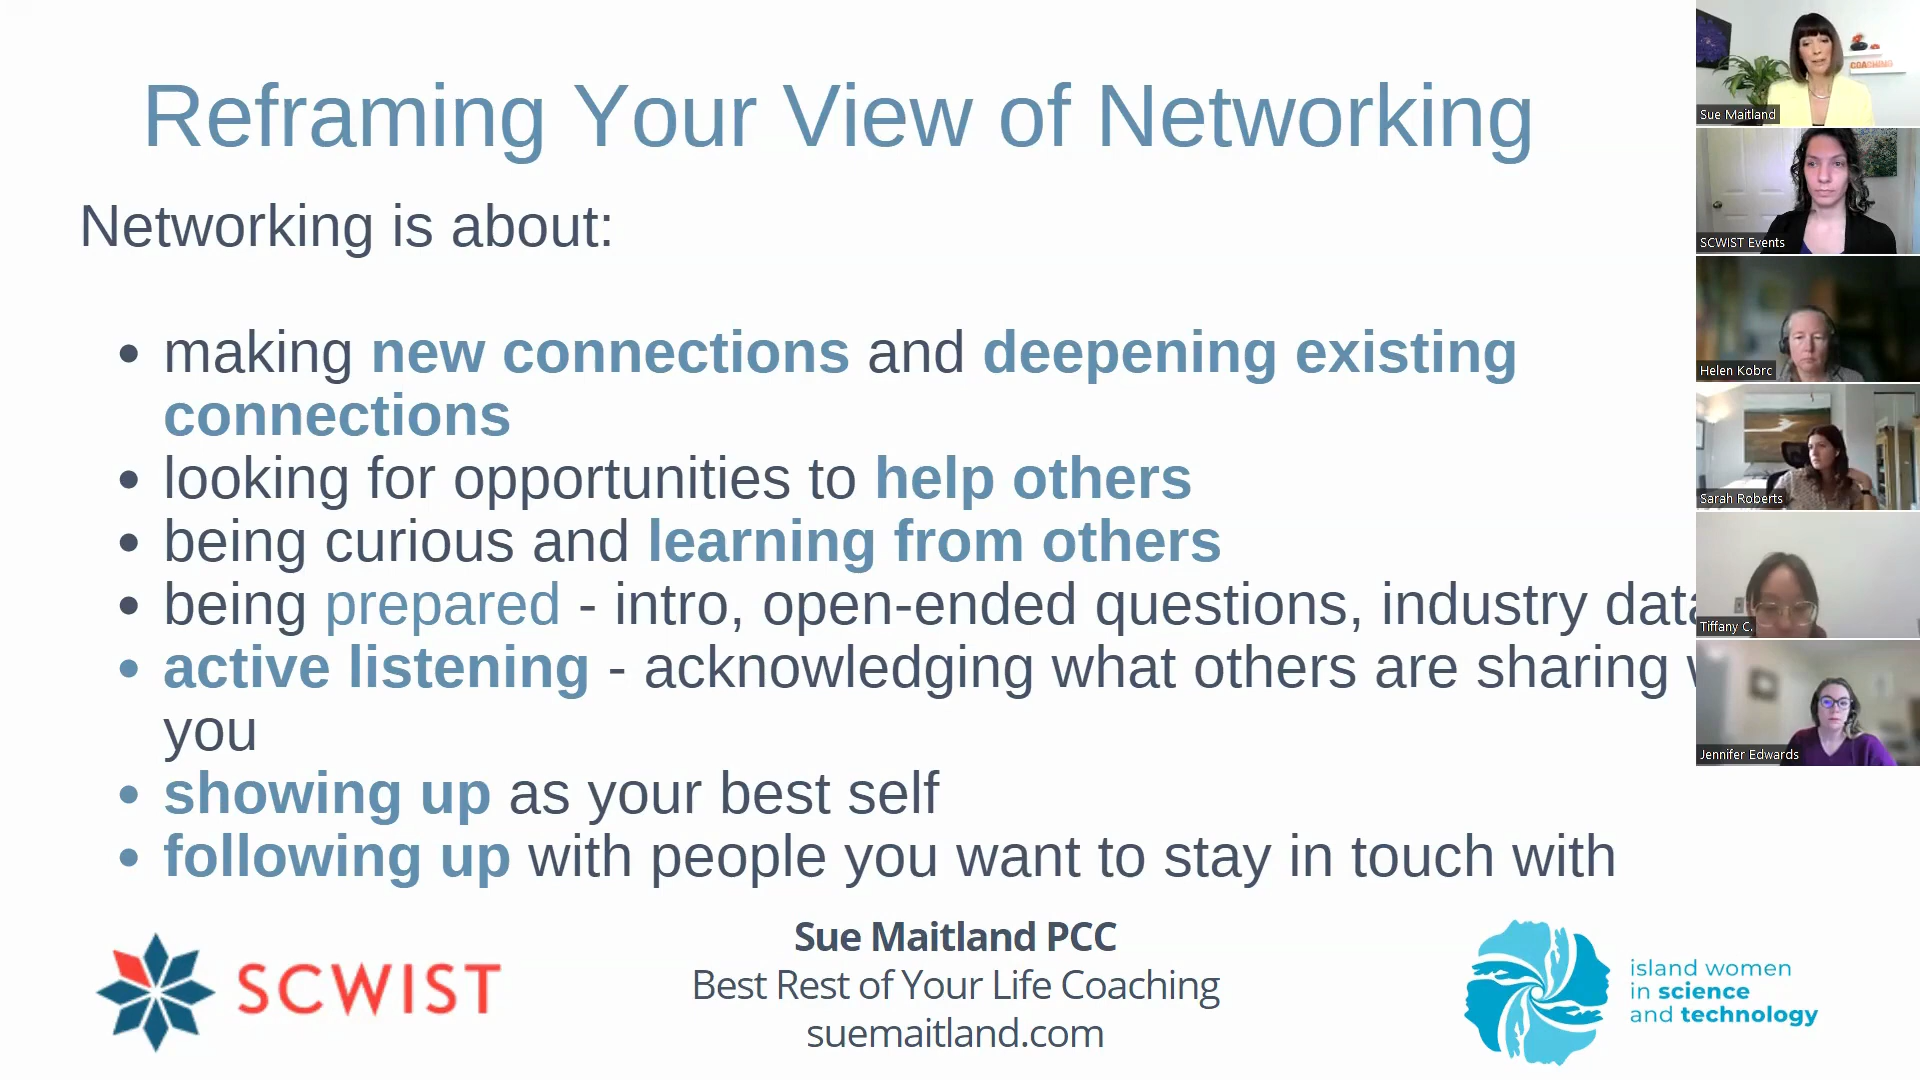 Reframing Your View of Networking
Networking is about:
• making new connections and deepening existing
connections
• looking for opportunities to help others
• being curious and learning from others
• being prepared - intro, open-ended questions, industry data
• active listening - acknowledging what others are sharing
you
• showing up as your best self
• following up with people you want to stay in touch with
SCWIST
Sue Maitland PCC
Best Rest of Your Life Coaching
suemaitland.com
island women
in science
and technology
COACHING
Sue Maitland
SCWIST Events
Helen Kobrc
Sarah Roberts
Tiffany C.
Jennifer Edwards